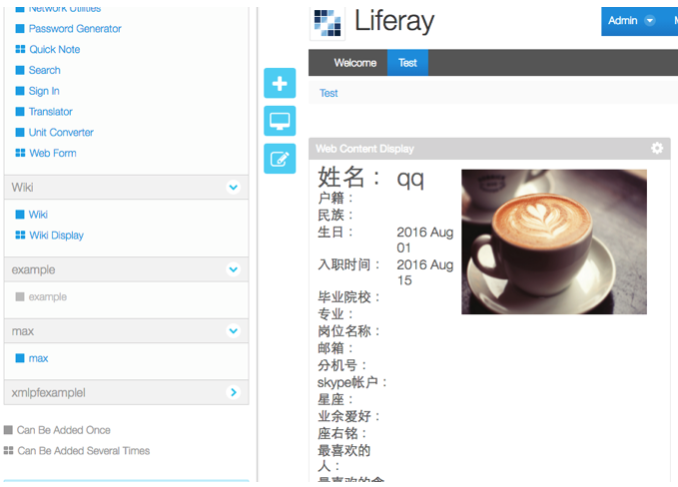 Network Utilities
Password Generator
Quick Note
Search
Sign In
Translator
Unit Converter
Web Form
Wiki
Wiki
Wiki Display
example
example
max
max
xmlpfexamplel
Can Be Added Once
Can Be Added Several Times
Liferay
Admin
Welcome Test
Test
Web Content Display
姓名： qq
户籍：
民族：
生日： 2016 Aug
01
入职时间： 2016 Aug
15
毕业院校：
专业：
岗位名称：
邮箱：
分机号：
skype帐户：
星座：
业余爱好：
座右铭：
最喜欢的
人：
最喜欢的食